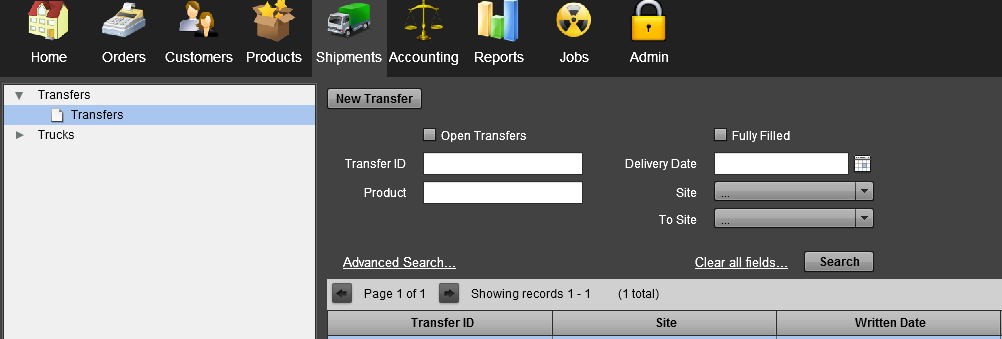 Home Orders Customers Products Shipments Accounting Reports Jobs Admin
Transfers
Transfers
Trucks
New Transfer
Open Transfers Fully Filled
Transfer ID Delivery Date
Product Site ...
To Site ...
Advanced Search... Clear all fields... Search
Page 1 of 1 Showing records 1 - 1 (1 total)
Transfer ID Site Written Date